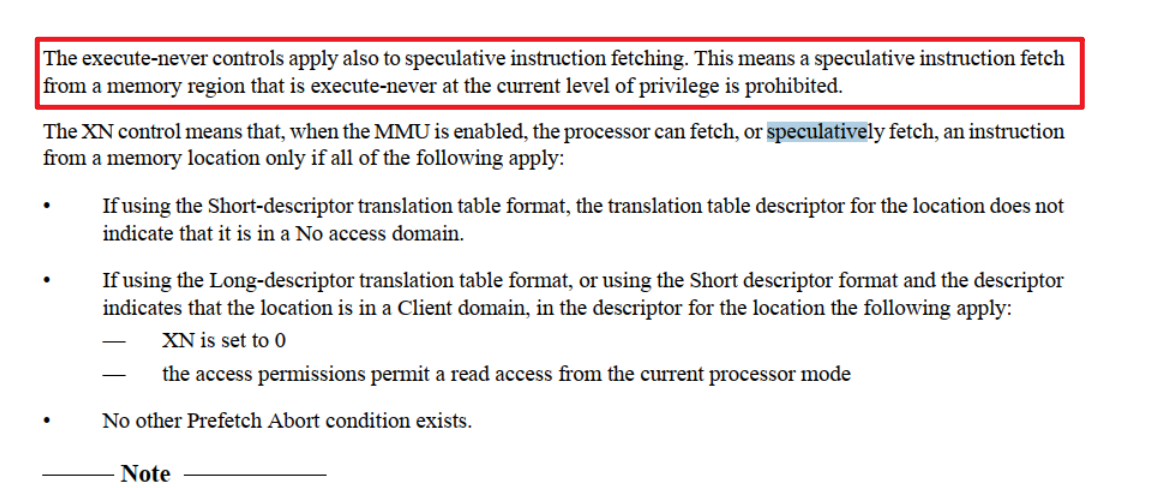 The execute-never controls apply also to speculative instruction fetching. This means a speculative instruction fetch
from a memory region that is execute-never at the current level of privilege is prohibited.
The XN control means that, when the MMU is enabled, the processor can fetch, or speculatively fetch, an instruction
from a memory location only if all of the following apply:
• If using the Short-descriptor translation table format, the translation table descriptor for the location does not
indicate that it is in a No access domain.
• If using the Long-descriptor translation table format, or using the Short descriptor format and the descriptor
indicates that the location is in a Client domain, in the descriptor for the location the following apply:
— XN is set to 0
— the access permissions permit a read access from the current processor mode
• No other Prefetch Abort condition exists.
Note